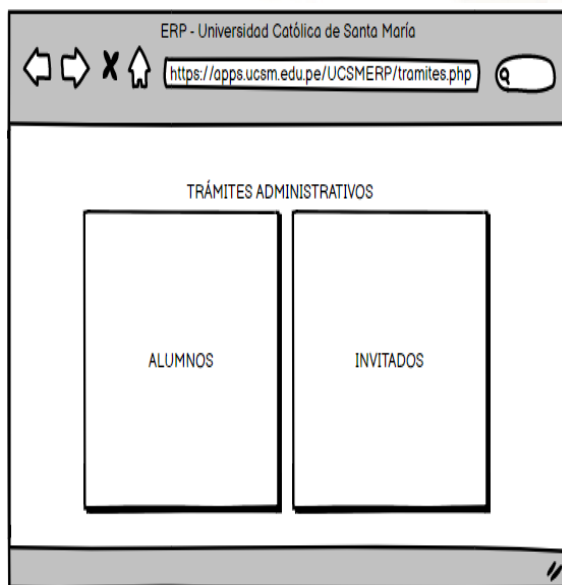 ERP - Universidad Católica de Santa María
https://apps.ucsm.edu.pe/UCSMERP/tramites.php
TRÁMITES ADMINISTRATIVOS
ALUMNOS
INVITADOS